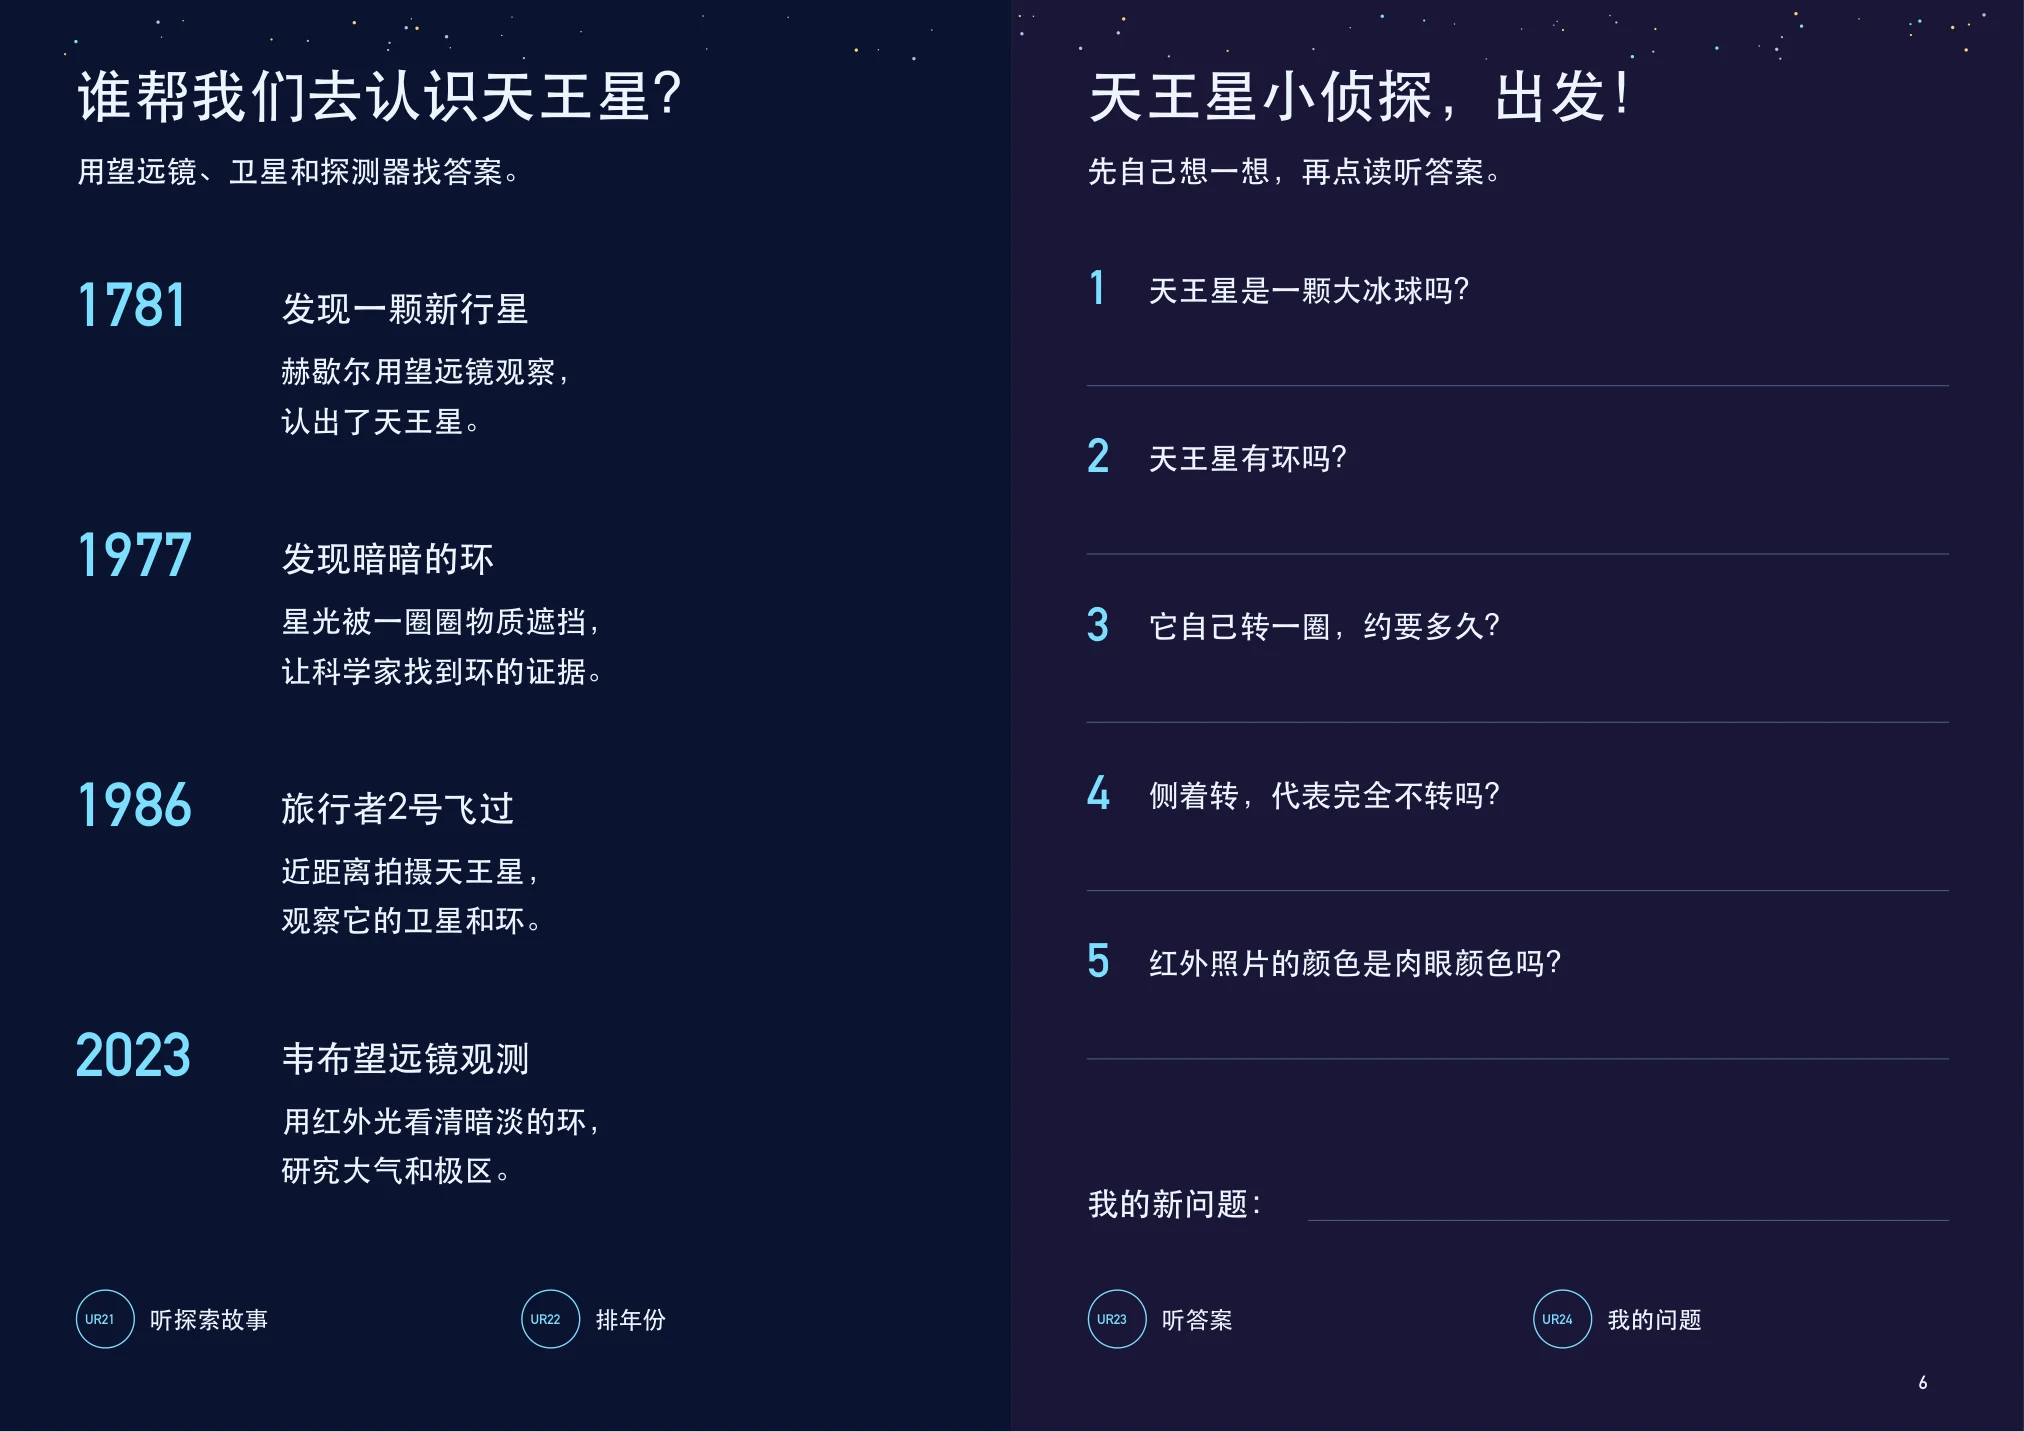 谁帮我们去认识天王星?
用望远镜、卫星和探测器找答案。
1781
发现一颗新行星
赫歇尔用望远镜观察，
认出了天王星。
1977
发现暗暗的环
星光被一圈圈物质遮挡，
让科学家找到环的证据。
1986
旅行者2号飞过
近距离拍摄天王星，
观察它的卫星和环。
2023
韦布望远镜观测
用红外光看清暗淡的环，
研究大气和极区。
UR21 听探索故事
UR22 排年份
天王星小侦探，出发!
先自己想一想，再点读听答案。
1 天王星是一颗大冰球吗?
2 天王星有环吗?
3 它自己转一圈，约要多久?
4 侧着转，代表完全不转吗?
5 红外照片的颜色是肉眼颜色吗?
我的新问题:
UR23 听答案
UR24 我的问题
6